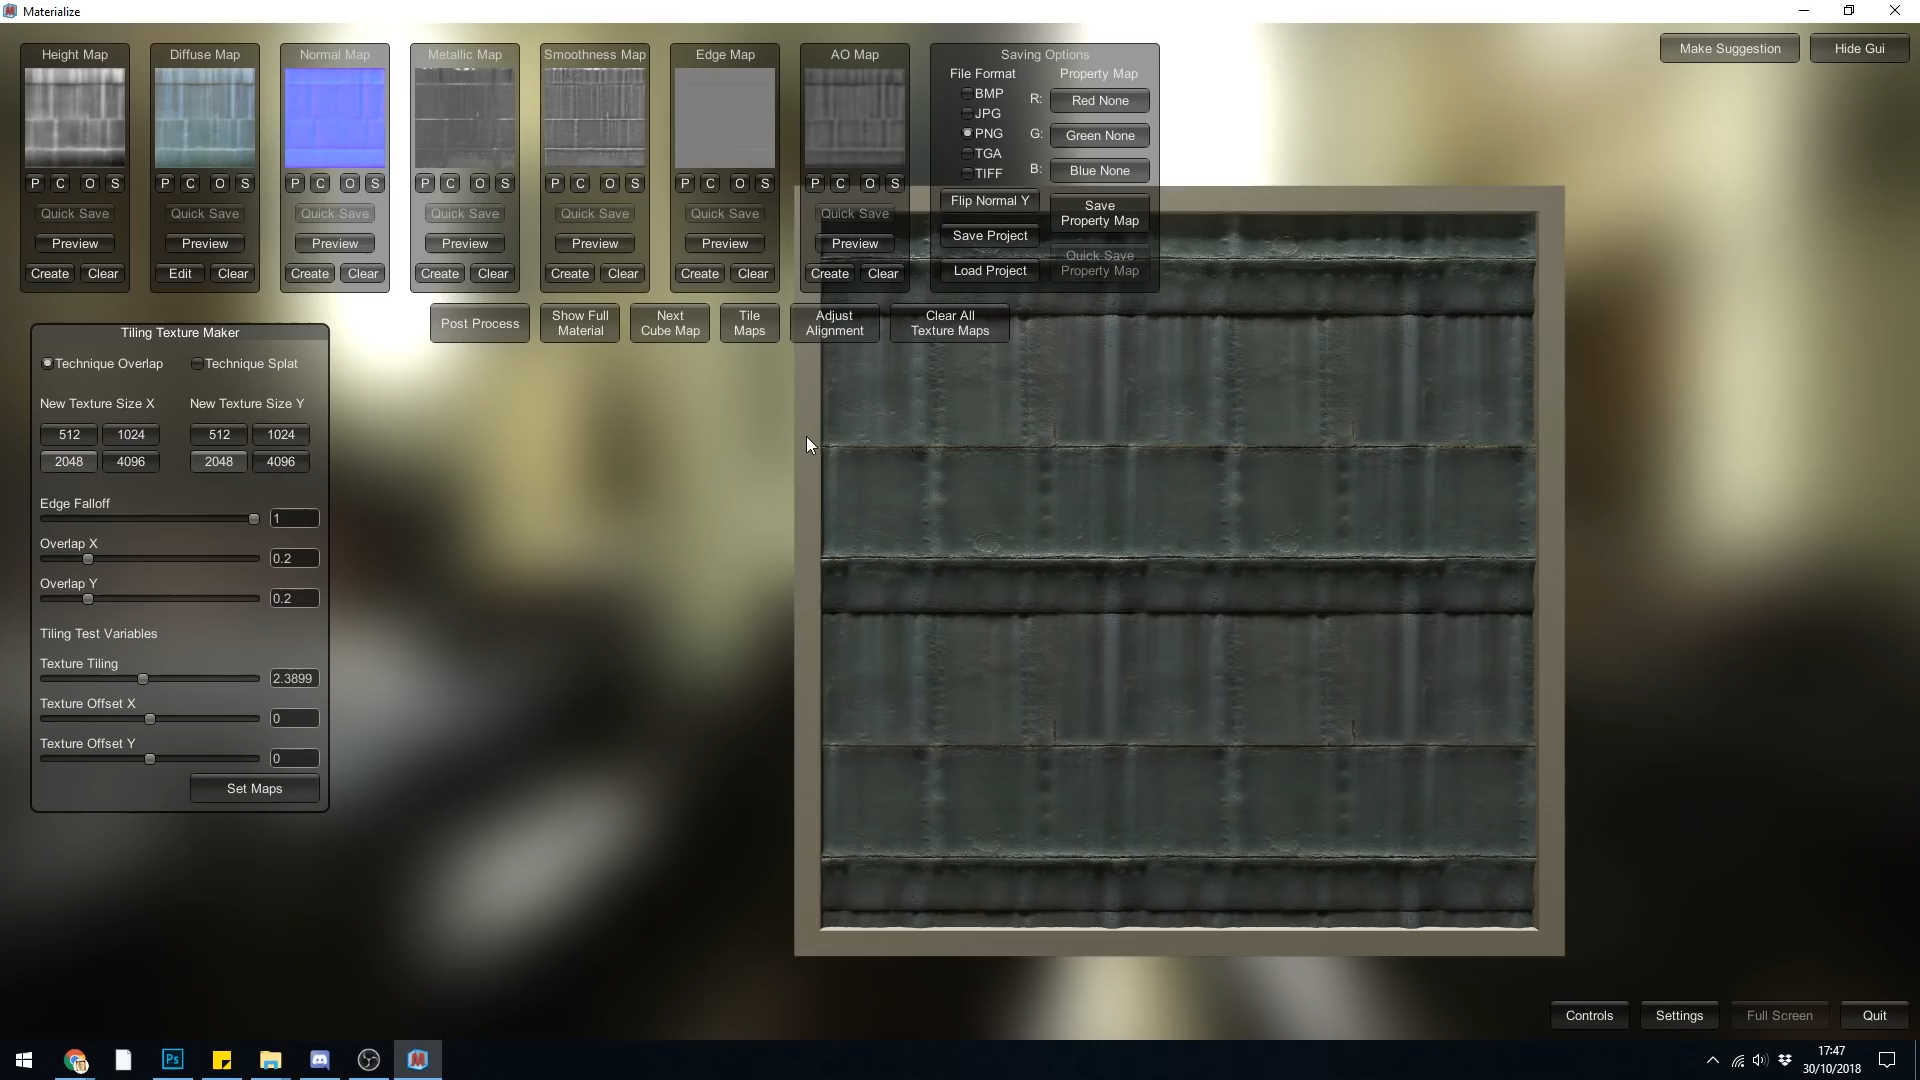 Materialize
Height Map
Diffuse Map
Normal Map
Metallic Map
Smoothness Map
Edge Map
AO Map
P C O S
P C O S
P C O S
P C O S
P C O S
P C O S
P C O S
Quick Save
Quick Save
Quick Save
Quick Save
Quick Save
Quick Save
Quick Save
Preview
Preview
Preview
Preview
Preview
Preview
Preview
Create Clear
Edit Clear
Create Clear
Create Clear
Create Clear
Create Clear
Create Clear
Saving Options
File Format
Property Map
BMP
JPG
PNG
TGA
TIFF
R: Red None
G: Green None
B: Blue None
Flip Normal Y
Save Project
Load Project
Save
Property Map
Quick Save
Property Map
Make Suggestion
Hide Gui
Post Process
Show Full
Material
Next
Cube Map
Tile
Maps
Adjust
Alignment
Clear All
Texture Maps
Tiling Texture Maker
Technique Overlap
Technique Splat
New Texture Size X
New Texture Size Y
512 1024
512 1024
2048 4096
2048 4096
Edge Falloff
1
Overlap X
0.2
Overlap Y
0.2
Tiling Test Variables
Texture Tiling
2.3899
Texture Offset X
0
Texture Offset Y
0
Set Maps
Controls
Settings
Full Screen
Quit
Ps
17:47
30/10/2018